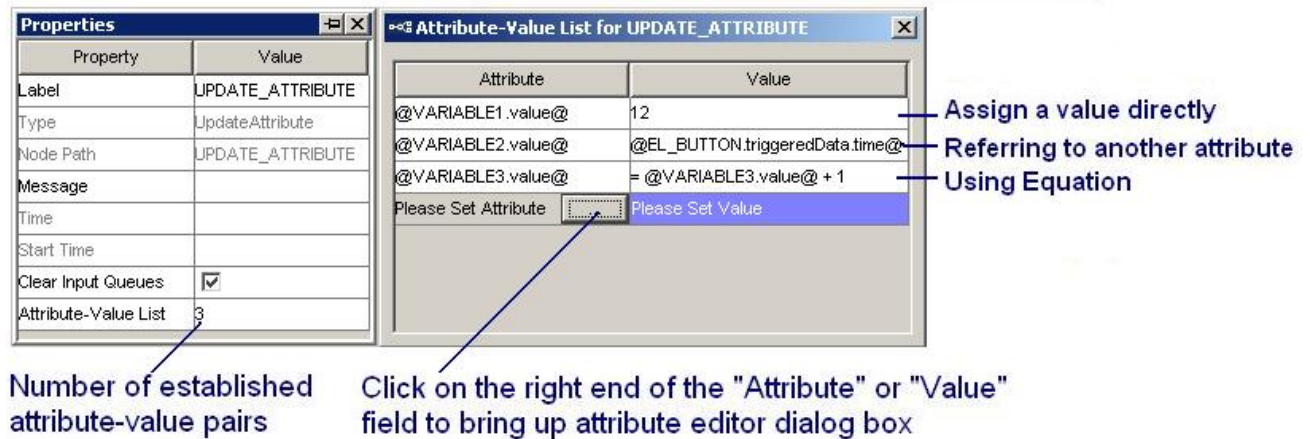 Properties
Property Value
Label UPDATE_ATTRIBUTE
Type UpdateAttribute
Node Path UPDATE_ATTRIBUTE
Message
Time
Start Time
Clear Input Queues
Attribute-Value List 3
Number of established
attribute-value pairs
Attribute-Value List for UPDATE_ATTRIBUTE
Attribute Value
@VARIABLE1.value@ 12
@VARIABLE2.value@ @EL_BUTTON.triggeredData.time@
@VARIABLE3.value@ = @VARIABLE3.value@ + 1
Please Set Attribute ... Please Set Value
Assign a value directly
Referring to another attribute
Using Equation
Click on the right end of the "Attribute" or "Value"
field to bring up attribute editor dialog box